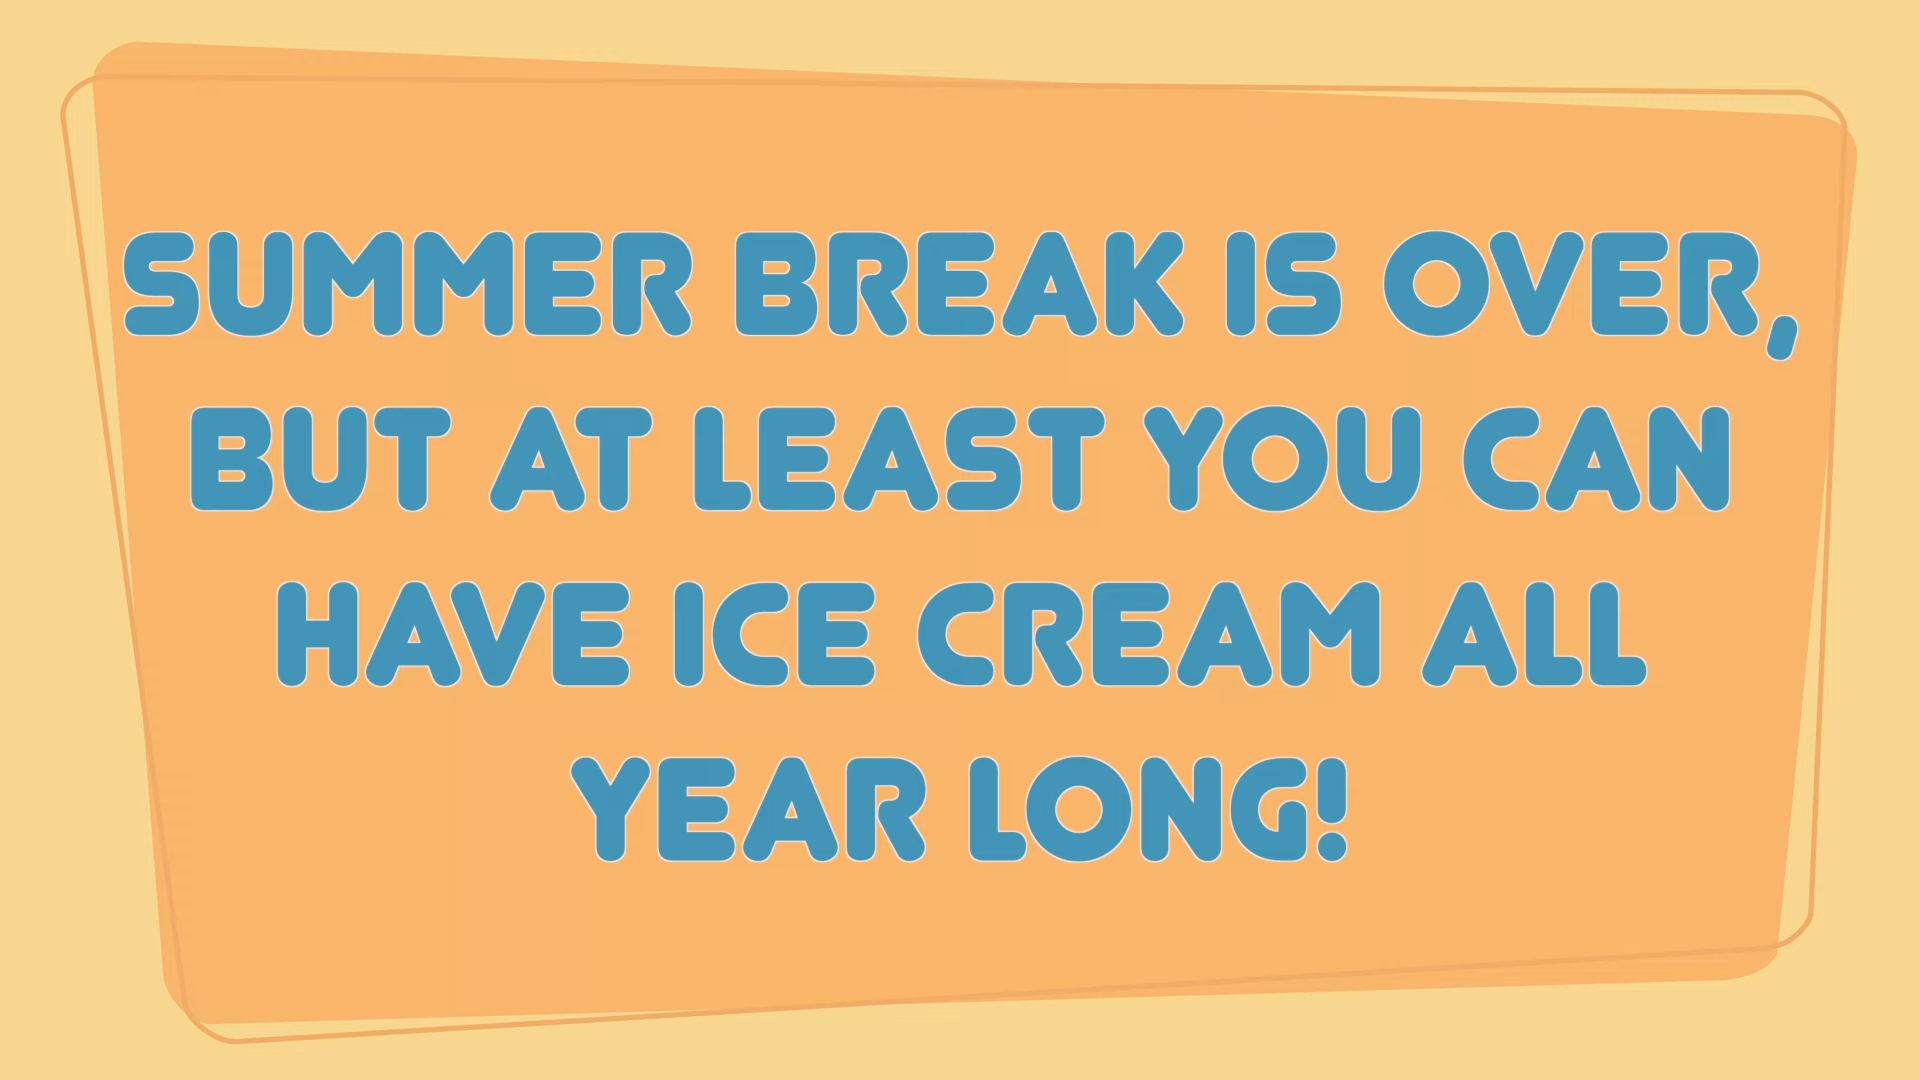 SUMMER BREAK IS OVER,
BUT AT LEAST YOU CAN
HAVE ICE CREAM ALL
YEAR LONG!